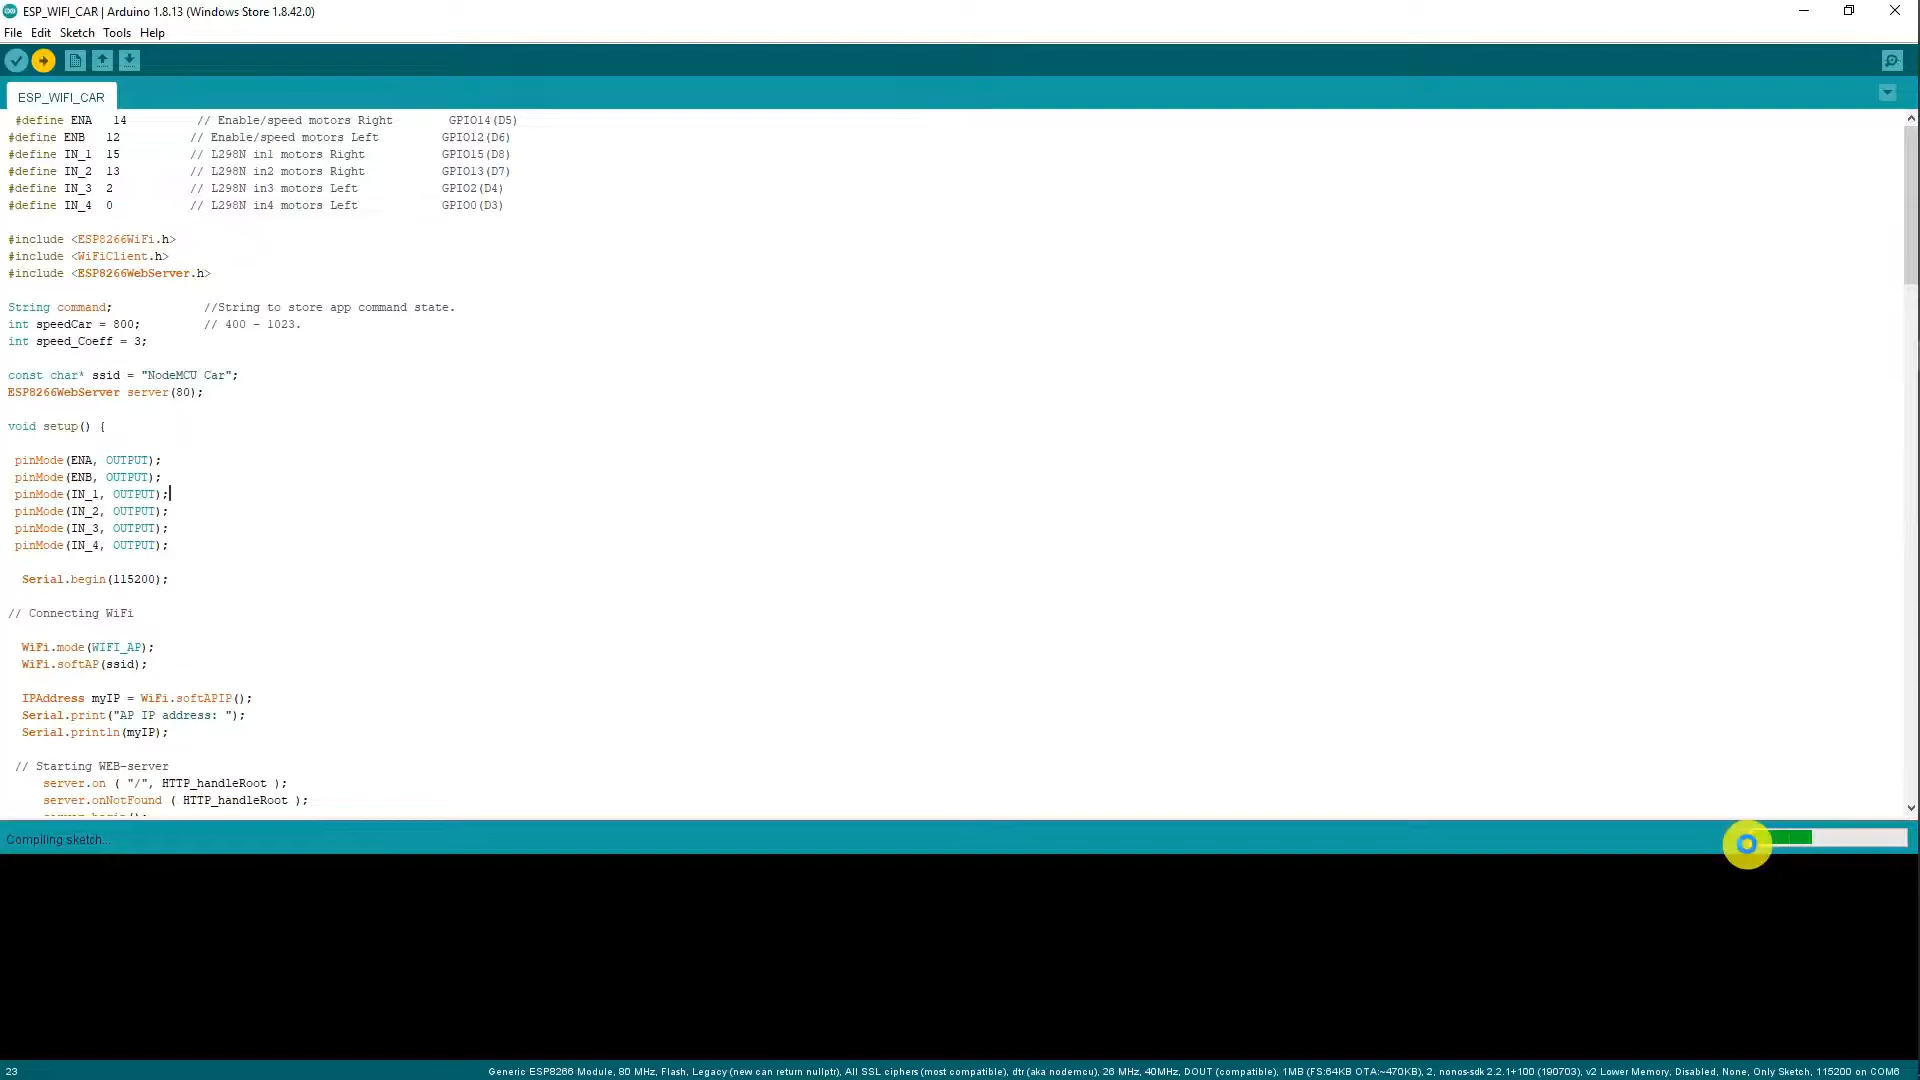 ESP_WIFI_CAR | Arduino 1.8.13 (Windows Store 1.8.42.0)
File Edit Sketch Tools Help
ESP_WIFI_CAR
#define ENA 14 // Enable/speed motors Right GPIO14(D5)
#define ENB 12 // Enable/speed motors Left GPIO12(D6)
#define IN_1 15 // L298N in1 motors Right GPIO15(D8)
#define IN_2 13 // L298N in2 motors Right GPIO13(D7)
#define IN_3 2 // L298N in3 motors Left GPIO2(D4)
#define IN_4 0 // L298N in4 motors Left GPIO0(D3)
#include <ESP8266WiFi.h>
#include <WiFiClient.h>
#include <ESP8266WebServer.h>
String command; //String to store app command state.
int speedCar = 800; // 400 - 1023.
int speed_Coeff = 3;
const char* ssid = "NodeMCU Car";
ESP8266WebServer server(80);
void setup() {
pinMode(ENA, OUTPUT);
pinMode(ENB, OUTPUT);
pinMode(IN_1, OUTPUT);
pinMode(IN_2, OUTPUT);
pinMode(IN_3, OUTPUT);
pinMode(IN_4, OUTPUT);
Serial.begin(115200);
// Connecting WiFi
WiFi.mode(WIFI_AP);
WiFi.softAP(ssid);
IPAddress myIP = WiFi.softAPIP();
Serial.print("AP IP address: ");
Serial.println(myIP);
// Starting WEB-server
server.on ( "/", HTTP_handleRoot );
server.onNotFound ( HTTP_handleRoot );
server.begin();
Compiling sketch...
23
Generic ESP8266 Module, 80 MHz, Flash, Legacy (new can return nullptr), All SSL ciphers (most compatible), dtr (aka nodemcu), 26 MHz, 40MHz, DOUT (compatible), 1MB (FS:64KB OTA:~470KB), 2, nonos-sdk 2.2.1+100 (190703), v2 Lower Memory, Disabled, None, Only Sketch, 115200 on COM6